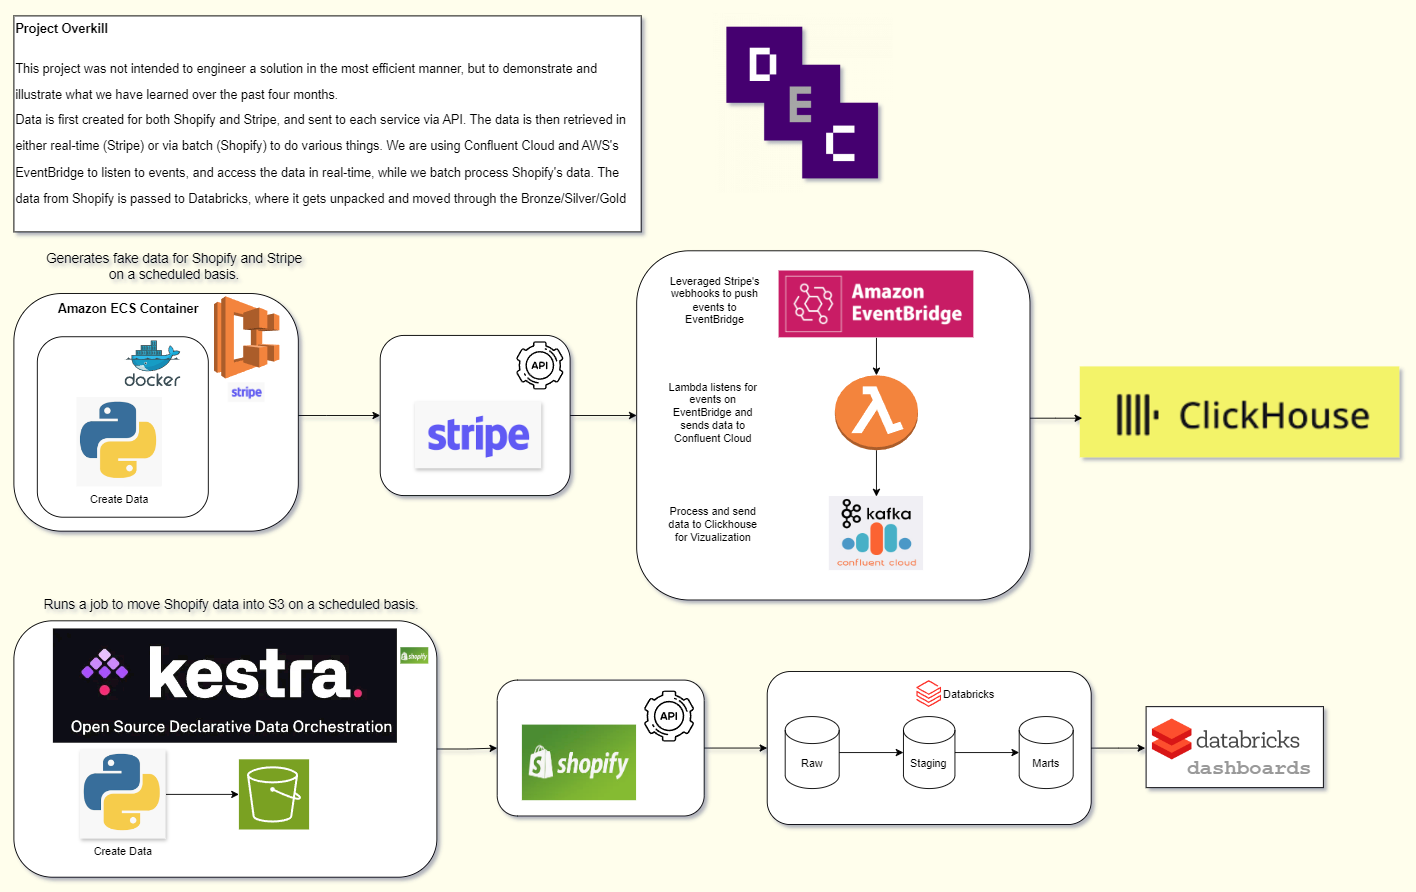 Project Overkill
This project was not intended to engineer a solution in the most efficient manner, but to demonstrate and
illustrate what we have learned over the past four months.
Data is first created for both Shopify and Stripe, and sent to each service via API. The data is then retrieved in
either real-time (Stripe) or via batch (Shopify) to do various things. We are using Confluent Cloud and AWS's
EventBridge to listen to events, and access the data in real-time, while we batch process Shopify's data. The
data from Shopify is passed to Databricks, where it gets unpacked and moved through the Bronze/Silver/Gold
D
E
C
Generates fake data for Shopify and Stripe
on a scheduled basis.
Amazon ECS Container
docker
stripe
Create Data
API
stripe
Leveraged Stripe's
webhooks to push
events to
EventBridge
Amazon
EventBridge
Lambda listens for
events on
EventBridge and
sends data to
Confluent Cloud
Process and send
data to Clickhouse
for Vizualization
kafka
confluent cloud
ClickHouse
Runs a job to move Shopify data into S3 on a scheduled basis.
kestra.
Open Source Declarative Data Orchestration
shopify
Create Data
API
shopify
Databricks
Raw
Staging
Marts
databricks
dashboards